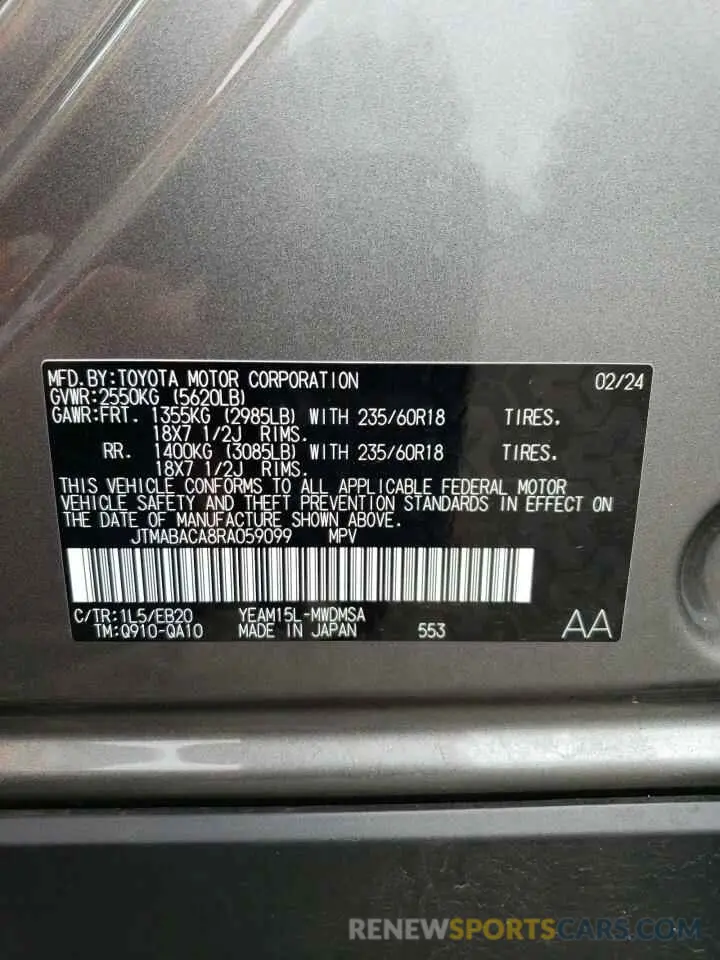 MFD.BY:TOYOTA MOTOR CORPORATION 02/24
GVWR:2550KG (5620LB)
GAWR:FRT. 1355KG (2985LB) WITH 235/60R18 TIRES.
18X7 1/2J RIMS.
RR. 1400KG (3085LB) WITH 235/60R18 TIRES.
18X7 1/2J RIMS.
THIS VEHICLE CONFORMS TO ALL APPLICABLE FEDERAL MOTOR
VEHICLE SAFETY AND THEFT PREVENTION STANDARDS IN EFFECT ON
THE DATE OF MANUFACTURE SHOWN ABOVE.
JTMABACA8RA059099 MPV
C/TR:1L5/EB20 YEAM15L-MWDMSA
TM:Q910-QA10 MADE IN JAPAN 553 AA
RENEWSPORTSCARS.COM